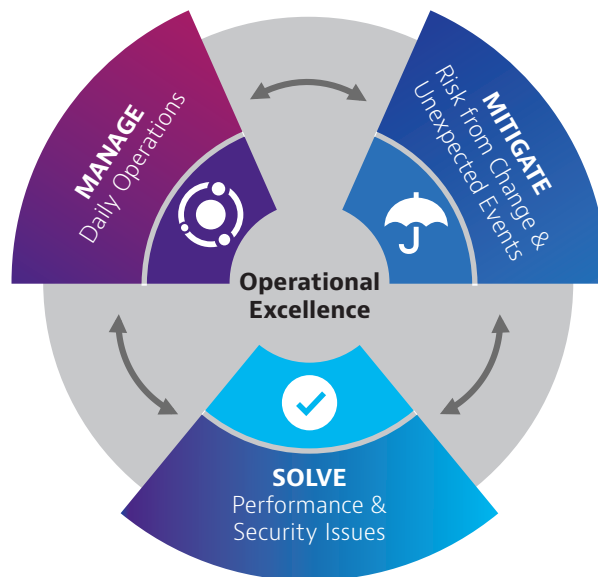 MANAGE
Daily Operations
MITIGATE
Risk from Change &
Unexpected Events
Operational
Excellence
SOLVE
Performance &
Security Issues